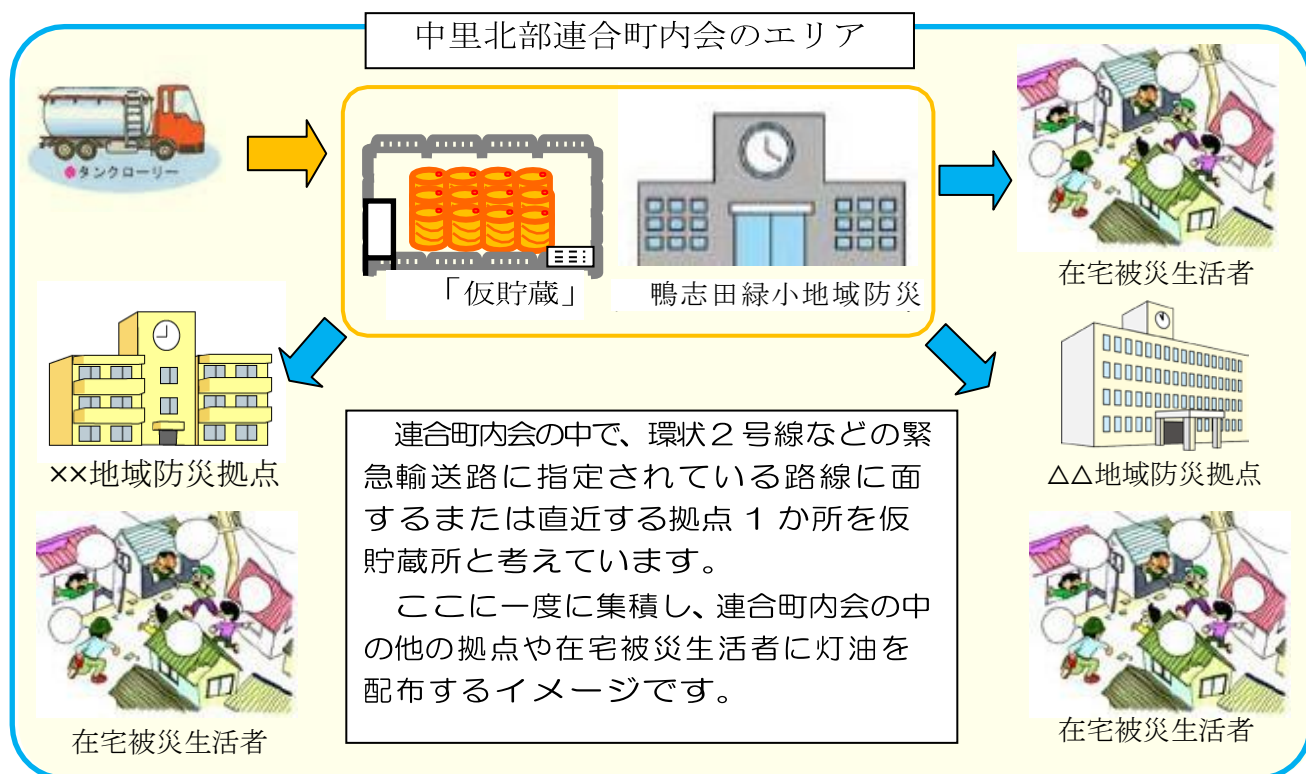 中里北部連合町内会のエリア
タンクローリー
「仮貯蔵」
鴨志田緑小地域防災
在宅被災生活者
××地域防災拠点
△△地域防災拠点
連合町内会の中で、環状2号線などの緊
急輸送路に指定されている路線に面
するまたは直近する拠点1か所を仮
貯蔵所と考えています。
ここに一度に集積し、連合町内会の中
の他の拠点や在宅被災生活者に灯油を
配布するイメージです。
在宅被災生活者
在宅被災生活者